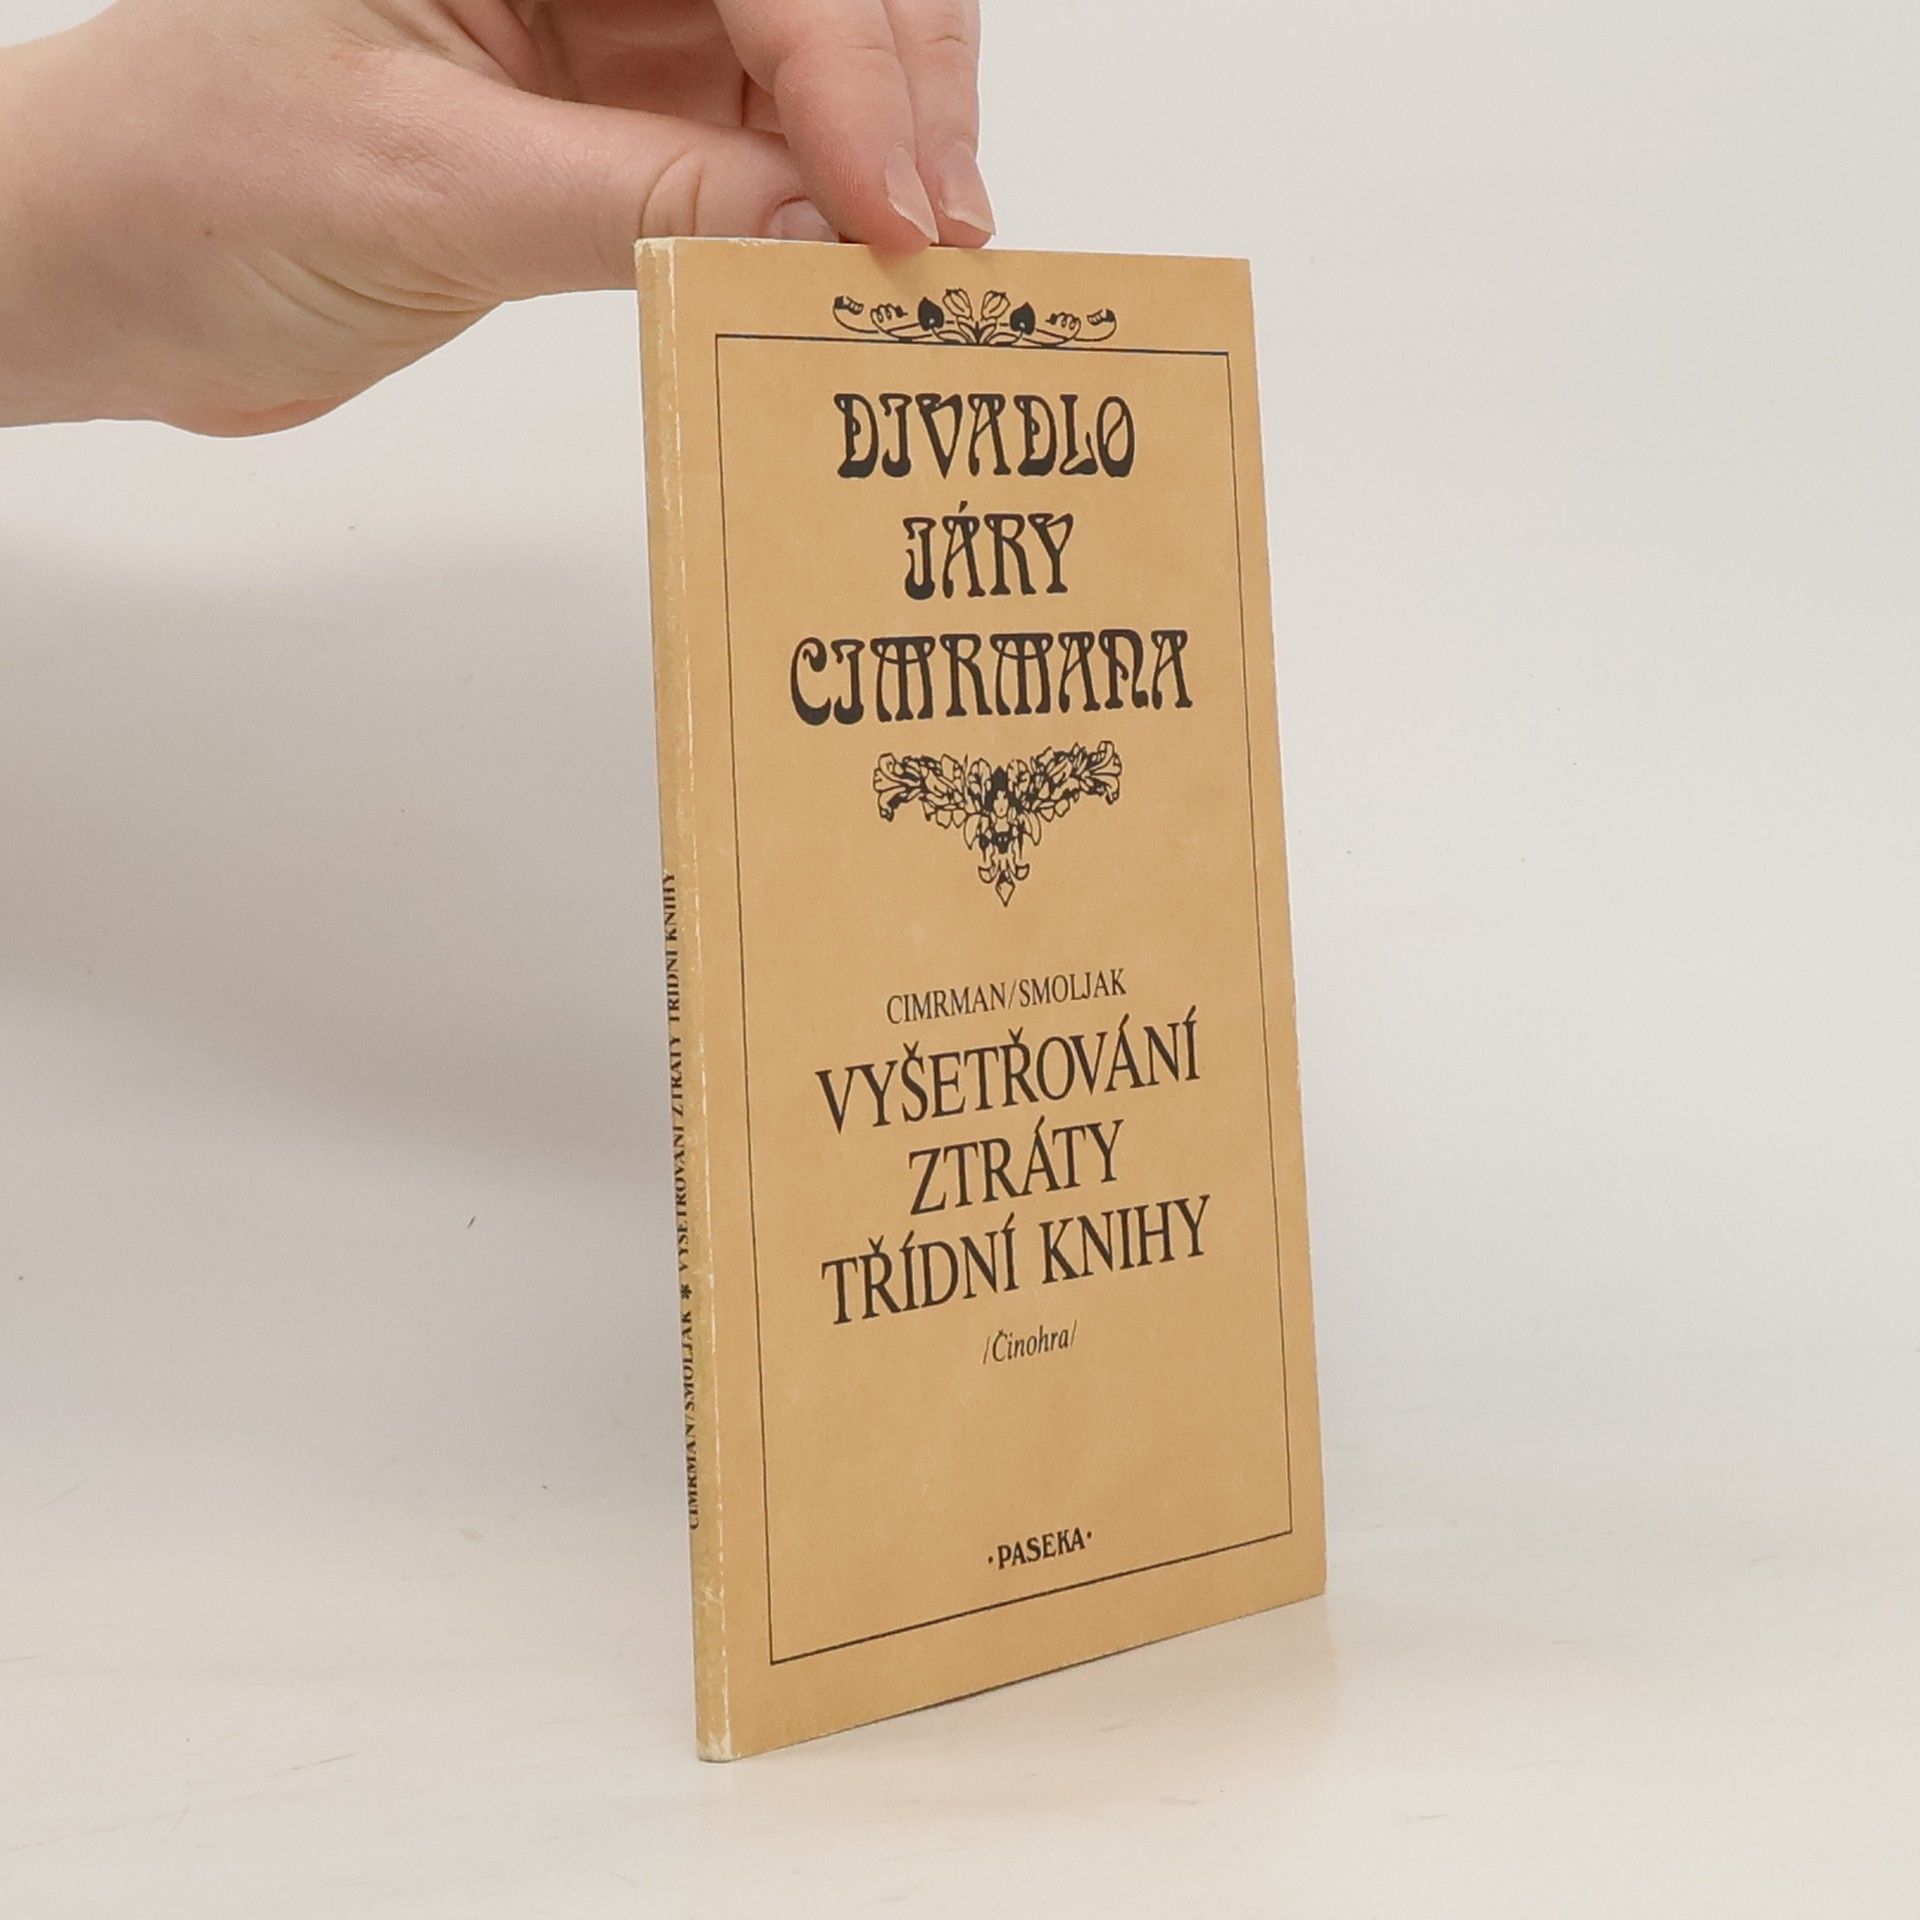 DIVADLO
JÁRY
CIMRMANA
CIMRMAN/SMOLJAK
VYŠETŘOVÁNÍ
ZTRÁTY
TŘÍDNÍ KNIHY
/Činohra/
·PASEKA·
CIMRMAN/SMOLJAK * VYŠETŘOVÁNÍ ZTRÁTY TŘÍDNÍ KNIHY